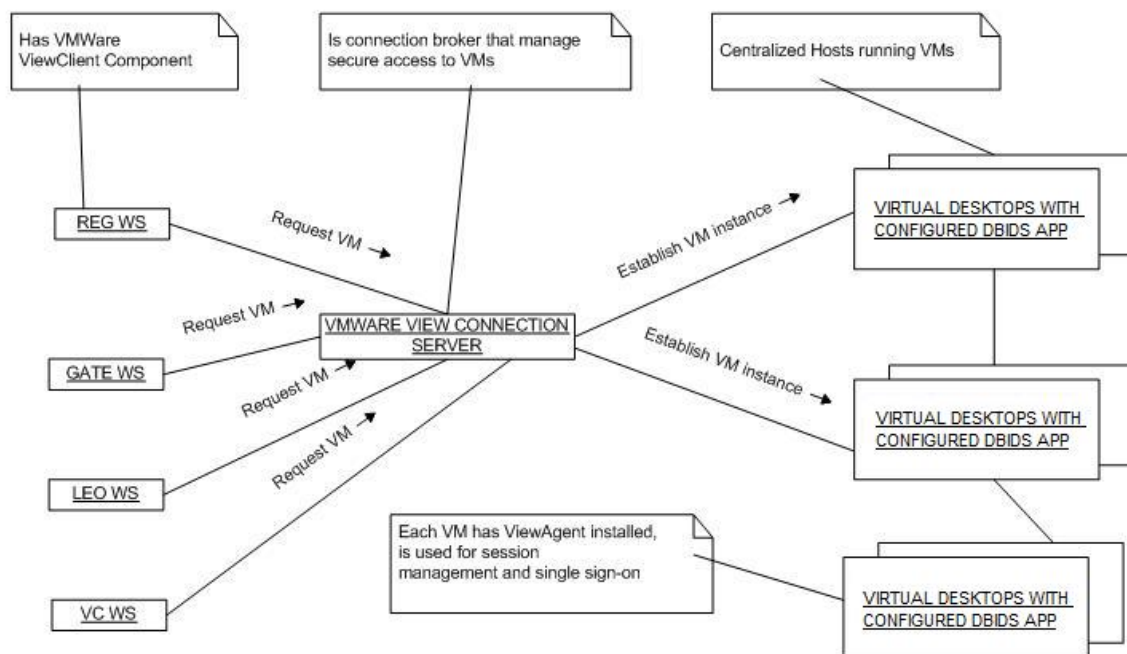 Has VMWare
ViewClient Component
Is connection broker that manage
secure access to VMs
Centralized Hosts running VMs
REG WS
Request VM
Establish VM instance
VIRTUAL DESKTOPS WITH
CONFIGURED DBIDS APP
Request VM
VMWARE VIEW CONNECTION
SERVER
GATE WS
Request VM
Establish VM instance
VIRTUAL DESKTOPS WITH
CONFIGURED DBIDS APP
Request VM
LEO WS
Each VM has ViewAgent installed,
is used for session
management and single sign-on
VC WS
VIRTUAL DESKTOPS WITH
CONFIGURED DBIDS APP